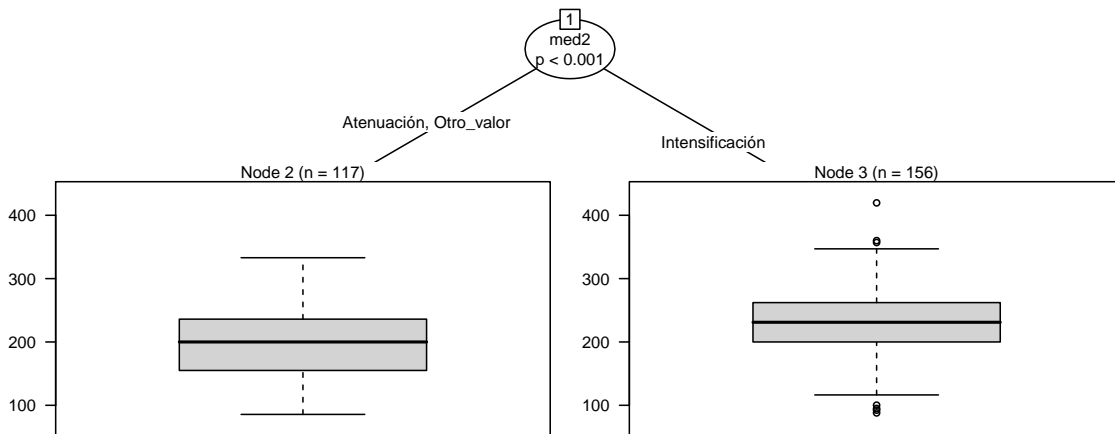 1
med2
p < 0.001
Atenuación, Otro_valor
Intensificación
Node 2 (n = 117)
400
300
200
100
Node 3 (n = 156)
400
300
200
100